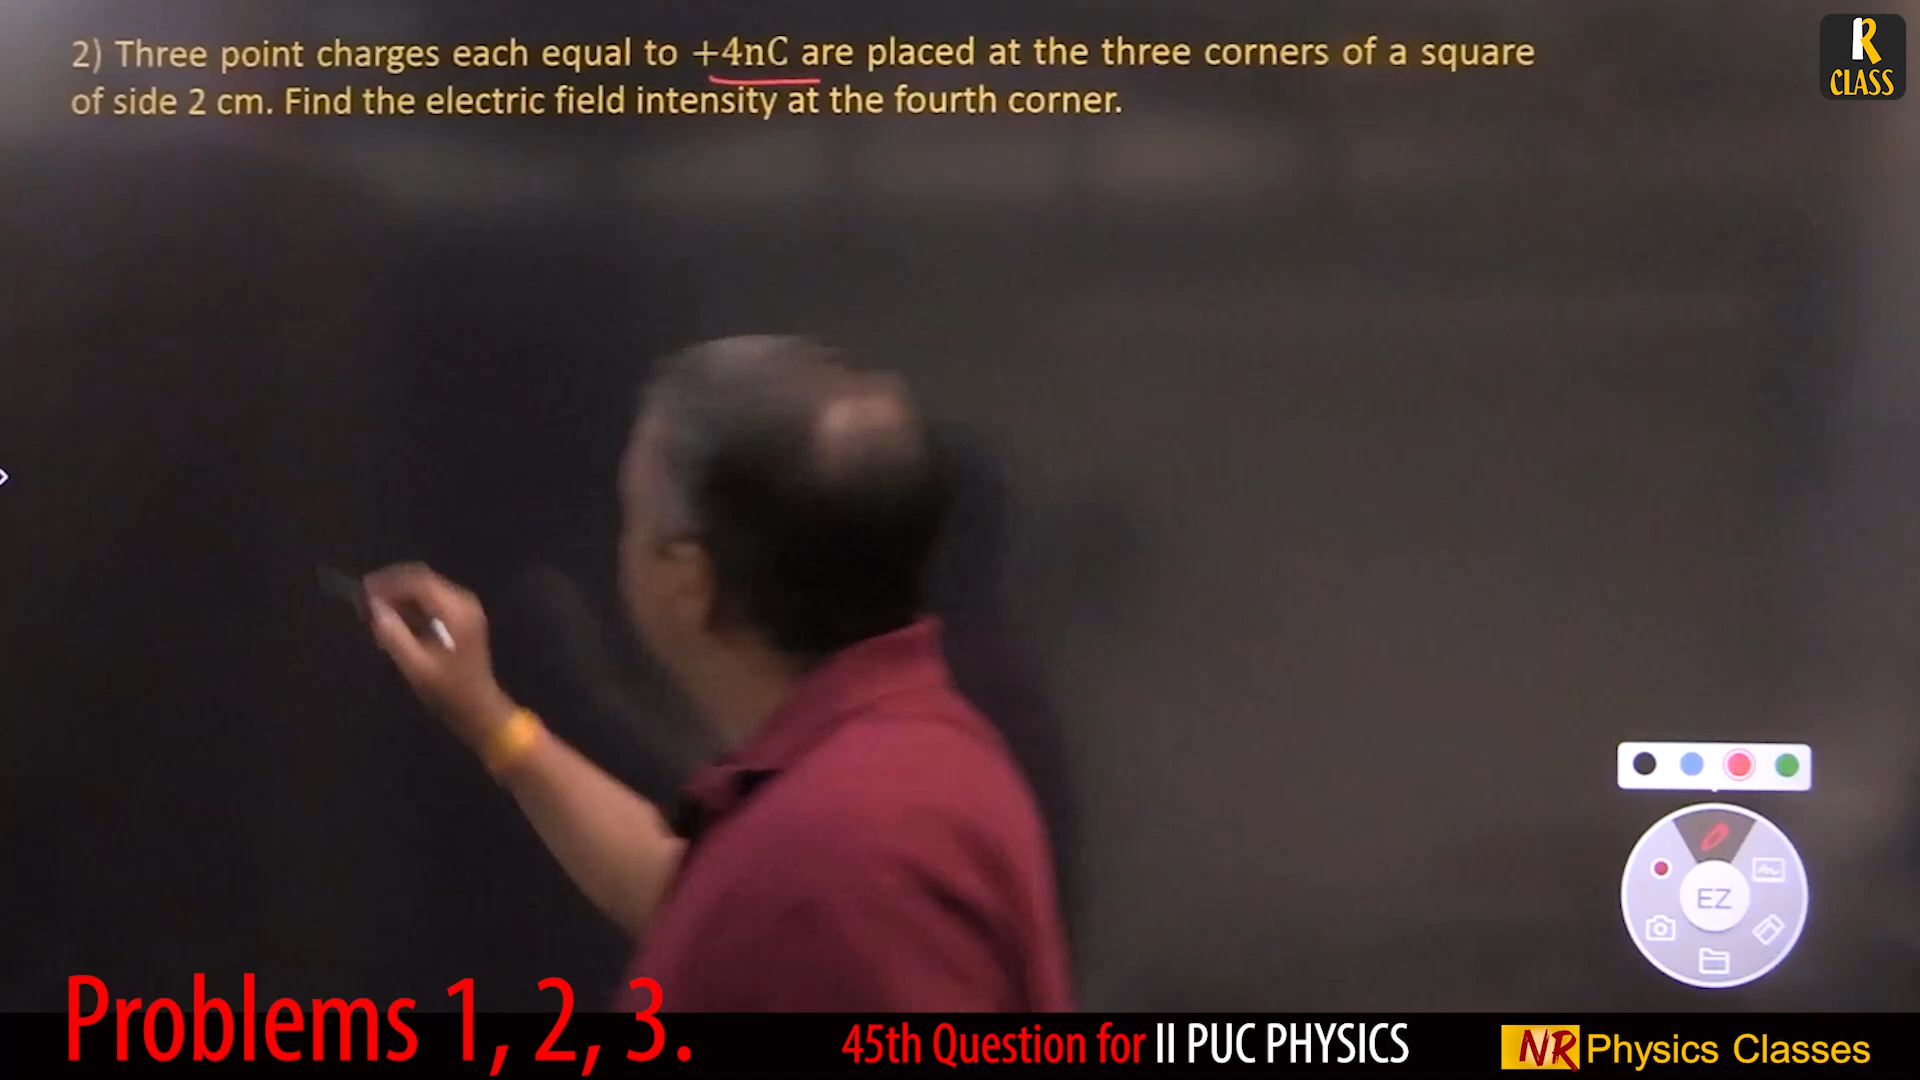 2) Three point charges each equal to +4nC are placed at the three corners of a square
of side 2 cm. Find the electric field intensity at the fourth corner.
R
CLASS
EZ
Problems 1, 2, 3.
45th Question for II PUC PHYSICS
NR Physics Classes